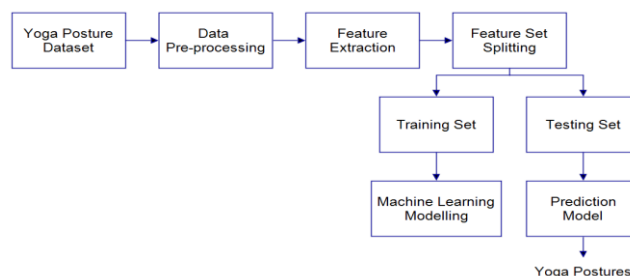 Yoga Posture
Dataset
Data
Pre-processing
Feature
Extraction
Feature Set
Splitting
Training Set
Testing Set
Machine Learning
Modelling
Prediction
Model
Yoga Postures